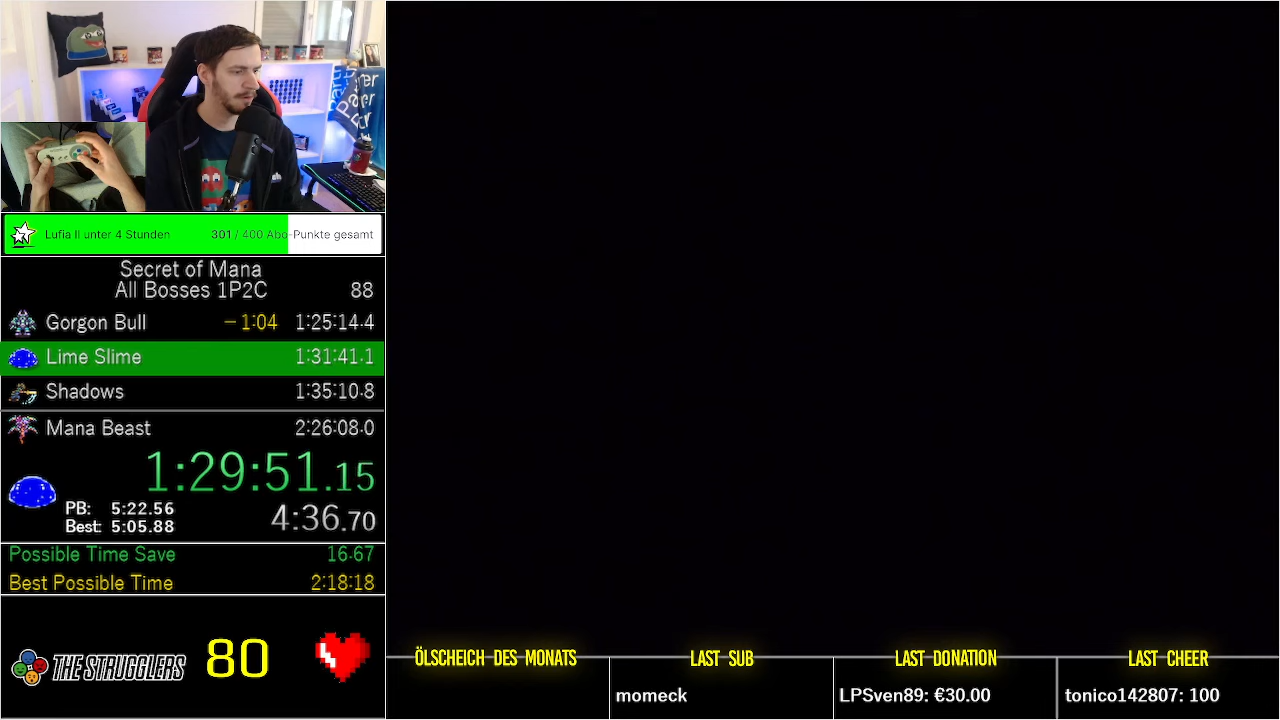 Lufia II unter 4 Stunden 301 / 400 Abo-Punkte gesamt
Secret of Mana
All Bosses 1P2C 88
Gorgon Bull −1:04 1:25:14.4
Lime Slime 1:31:41.1
Shadows 1:35:10.8
Mana Beast 2:26:08.0
1:29:51.15
PB: 5:22.56
Best: 5:05.88
4:36.70
Possible Time Save 16.67
Best Possible Time 2:18:18
THE STRUGGLERS 80
ÖLSCHEICH DES MONATS
LAST SUB
momeck
LAST DONATION
LPSven89: €30.00
LAST CHEER
tonico142807: 100